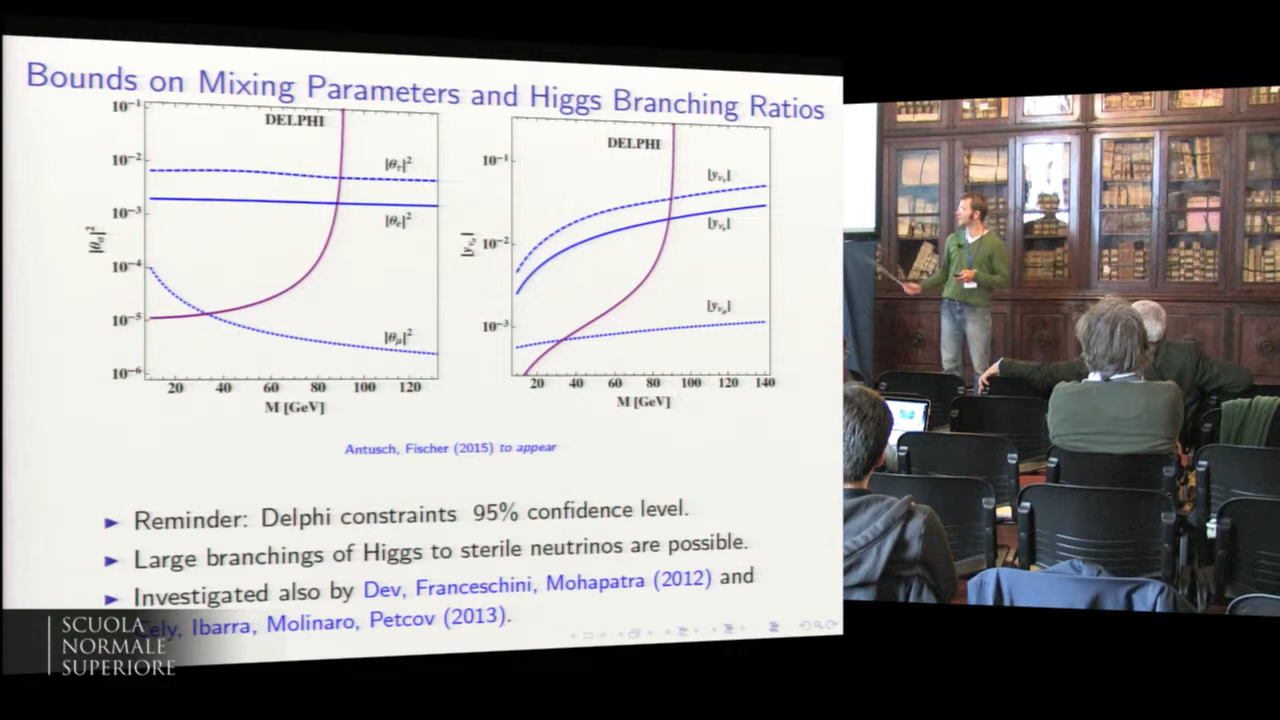 Bounds on Mixing Parameters and Higgs Branching Ratios
10⁻¹
10⁻²
10⁻³
10⁻⁴
10⁻⁵
10⁻⁶
|θα|²
DELPHI
|θτ|²
|θe|²
|θμ|²
20 40 60 80 100 120
M [GeV]
10⁻¹
10⁻²
10⁻³
DELPHI
|yντ|
|yνe|
|yνμ|
20 40 60 80 100 120 140
M [GeV]
Antusch, Fischer (2015) to appear
► Reminder: Delphi constraints 95% confidence level.
► Large branchings of Higgs to sterile neutrinos are possible.
► Investigated also by Dev, Franceschini, Mohapatra (2012) and
Cely, Ibarra, Molinaro, Petcov (2013).
SCUOLA
NORMALE
SUPERIORE